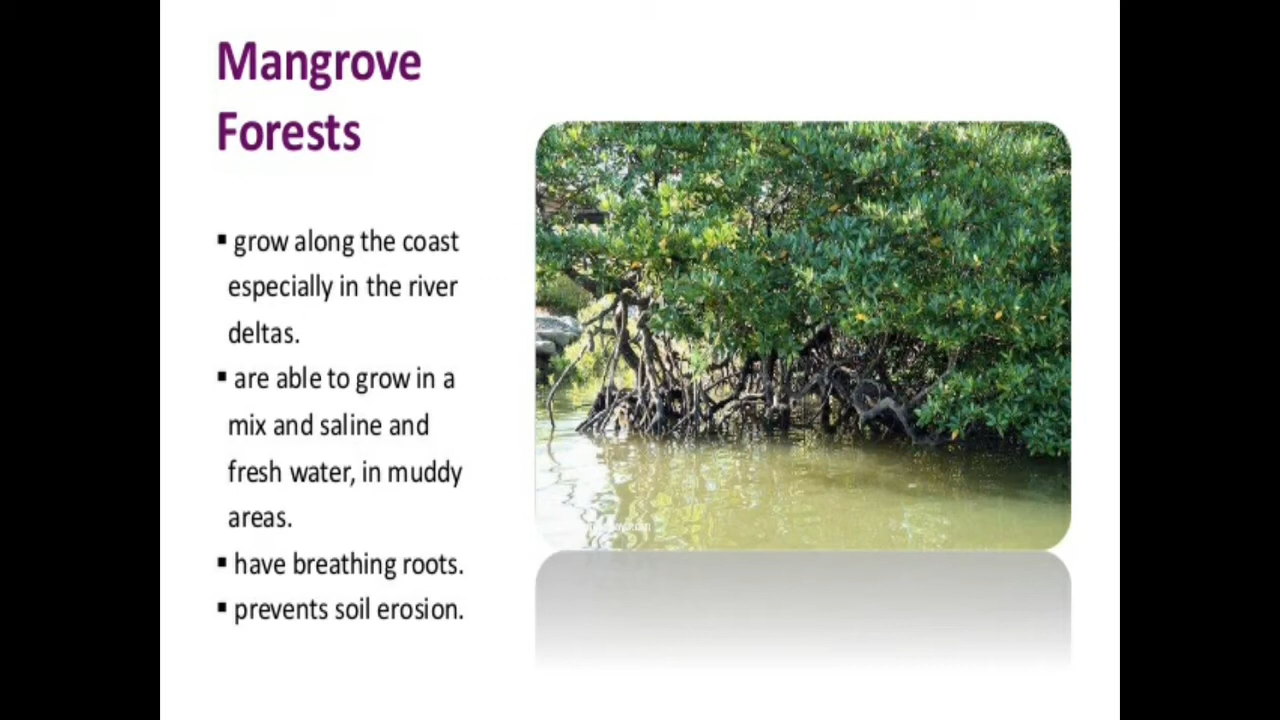 Mangrove
Forests
▪ grow along the coast
especially in the river
deltas.
▪ are able to grow in a
mix and saline and
fresh water, in muddy
areas.
▪ have breathing roots.
▪ prevents soil erosion.